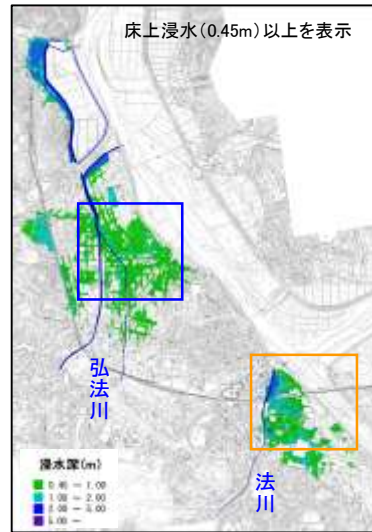 床上浸水(0.45m)以上を表示
弘法川
法川
浸水深(m)
0.45 － 1.00
1.00 － 2.00
2.00 － 5.00
5.00 －